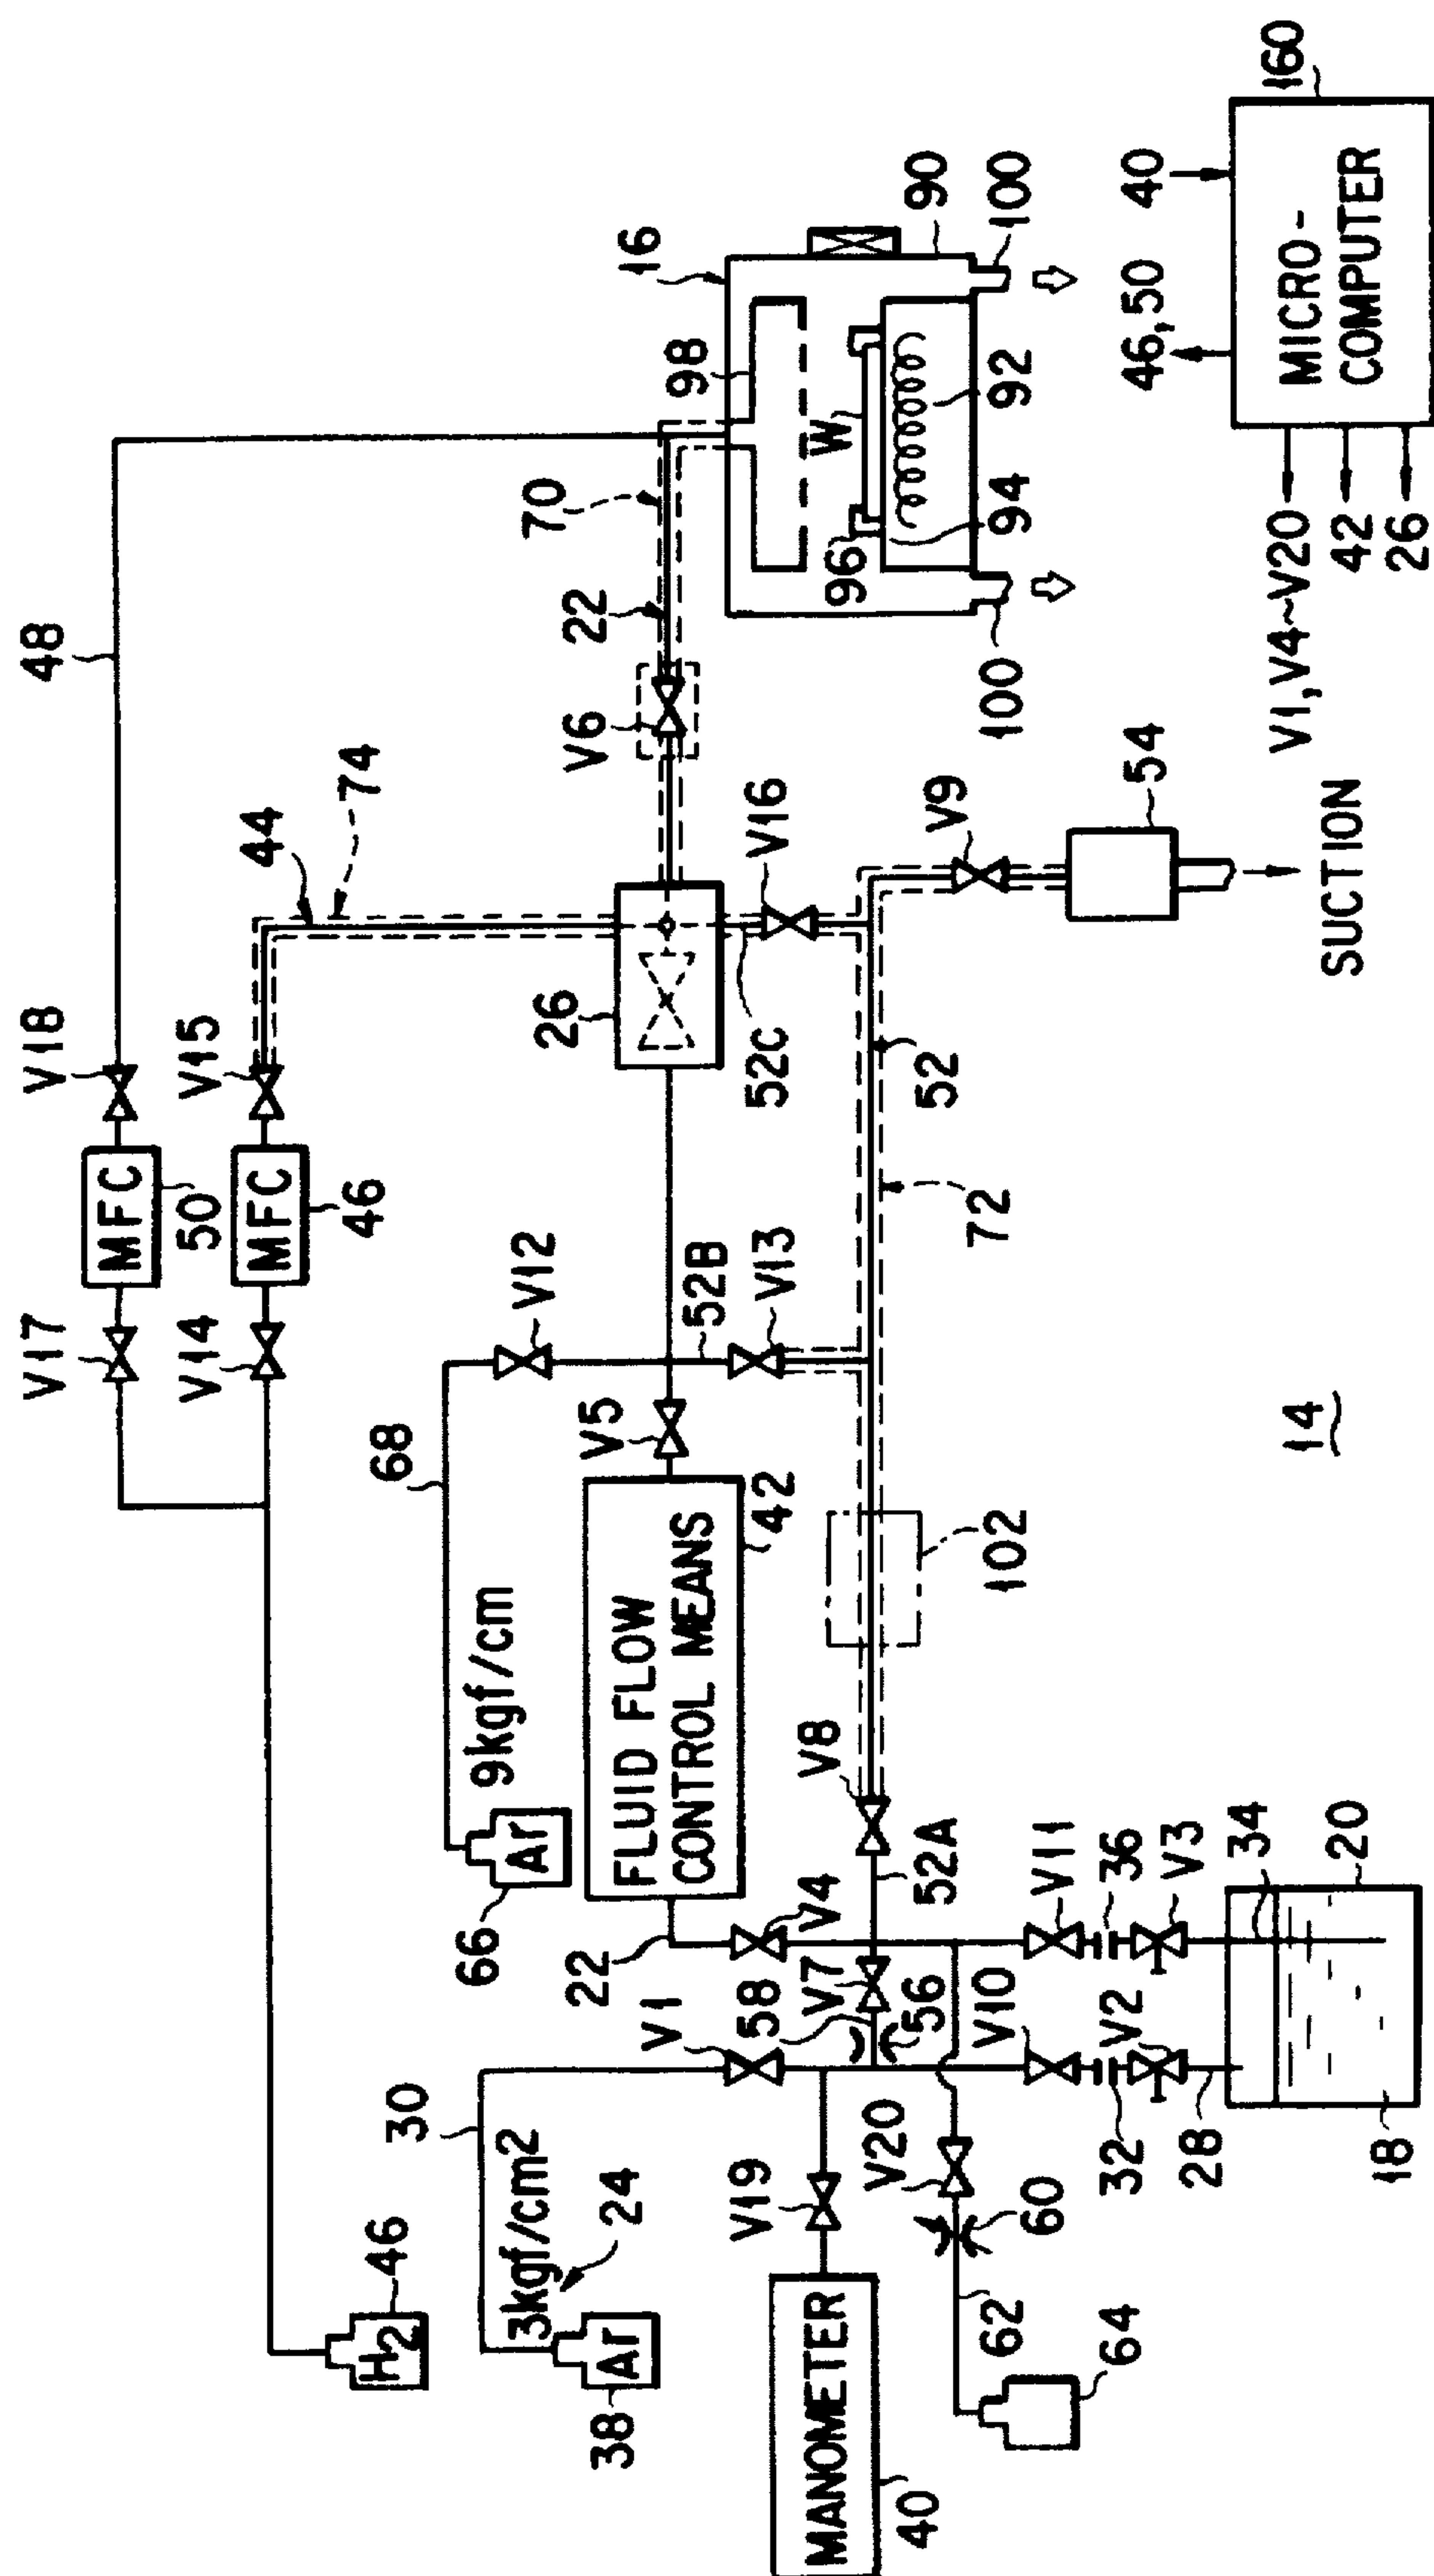 48
V18
V17
MFC
50
V15
V14
MFC
46
44
74
H2
46
68
9kgf/cm
Ar
66
V12
30
3kgf/cm2
24
Ar
38
22
FLUID FLOW
CONTROL MEANS
42
V5
52B
V13
26
V16
52C
V6
22
70
16
98
90
W
96
94
92
100
100
V1
V4
58
V7
56
V8
52A
102
72
52
V9
54
SUCTION
V19
MANOMETER
40
V20
60
62
64
V10
V11
32
36
V2
V3
28
34
18
20
14
160
MICRO-
COMPUTER
40
46,50
V1,V4~V20
42
26